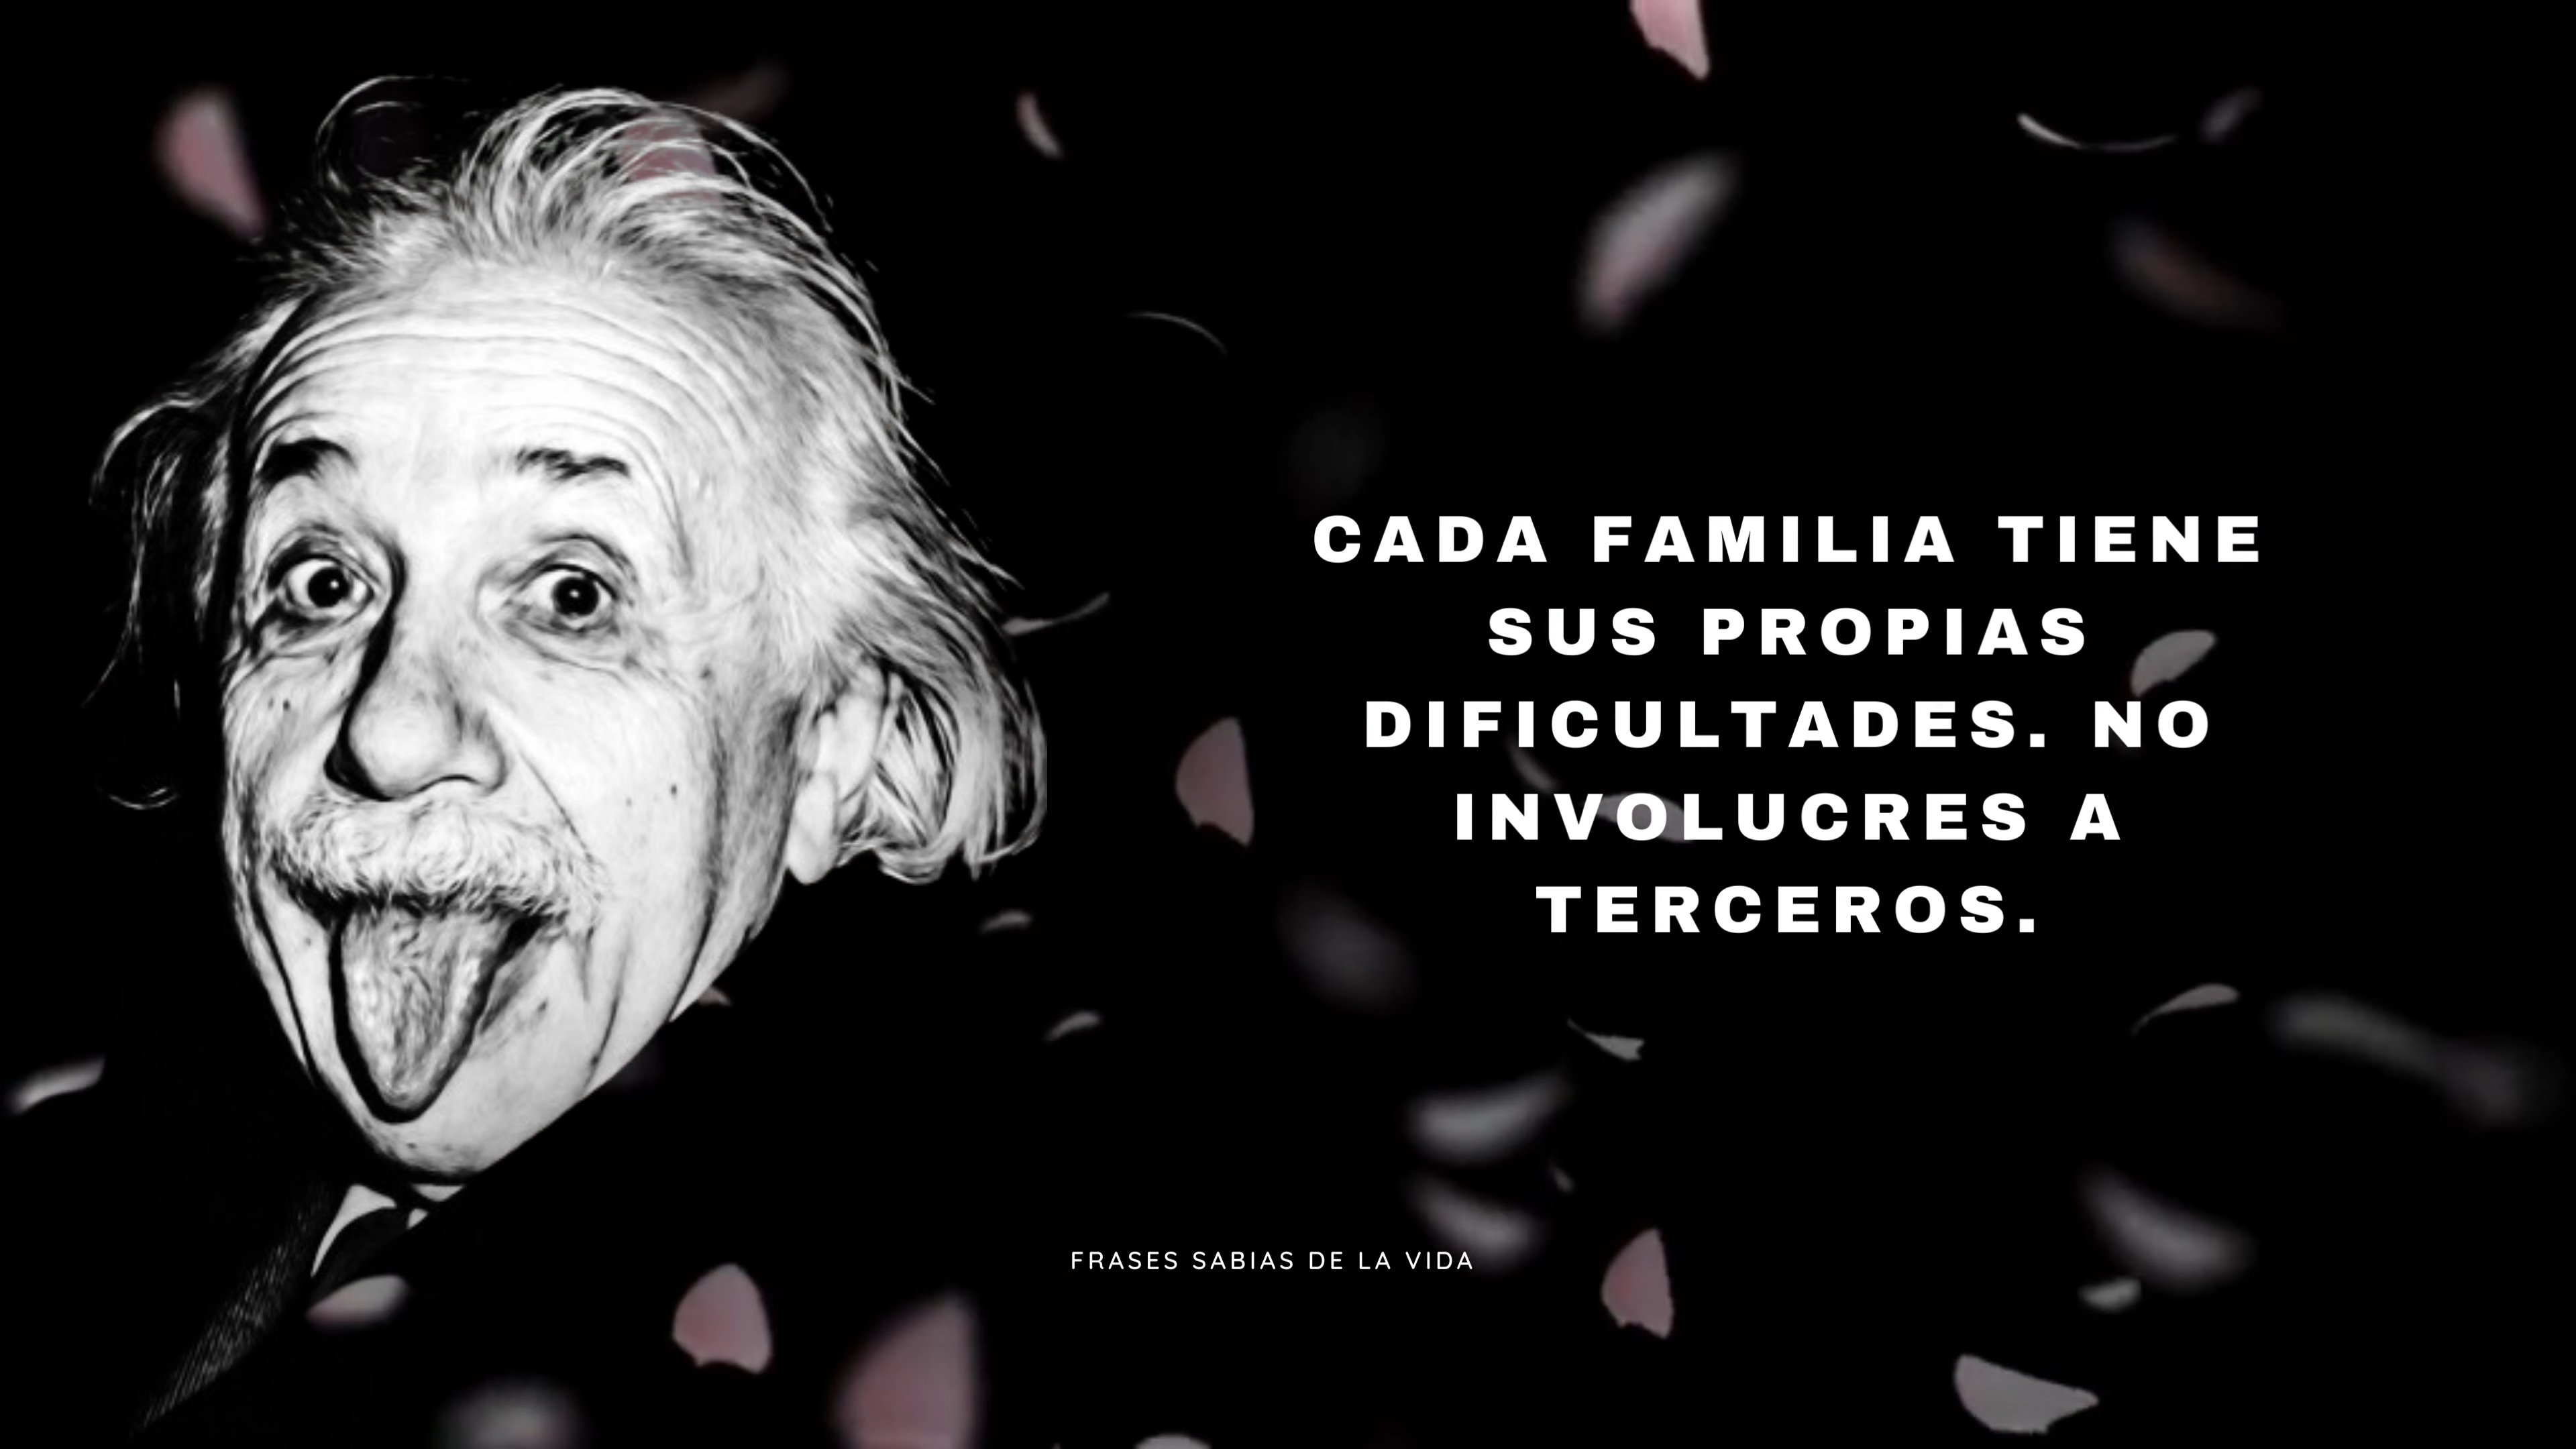 CADA FAMILIA TIENE
SUS PROPIAS
DIFICULTADES. NO
INVOLUCRES A
TERCEROS.
FRASES SABIAS DE LA VIDA